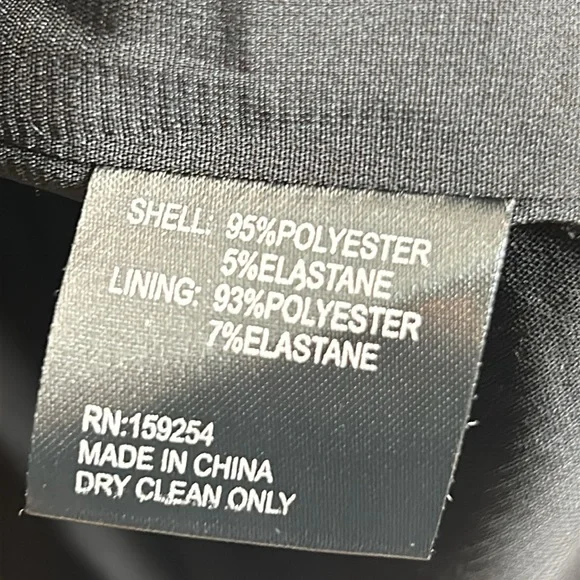 SHELL: 95%POLYESTER
5%ELASTANE
LINING: 93%POLYESTER
7%ELASTANE
RN:159254
MADE IN CHINA
DRY CLEAN ONLY